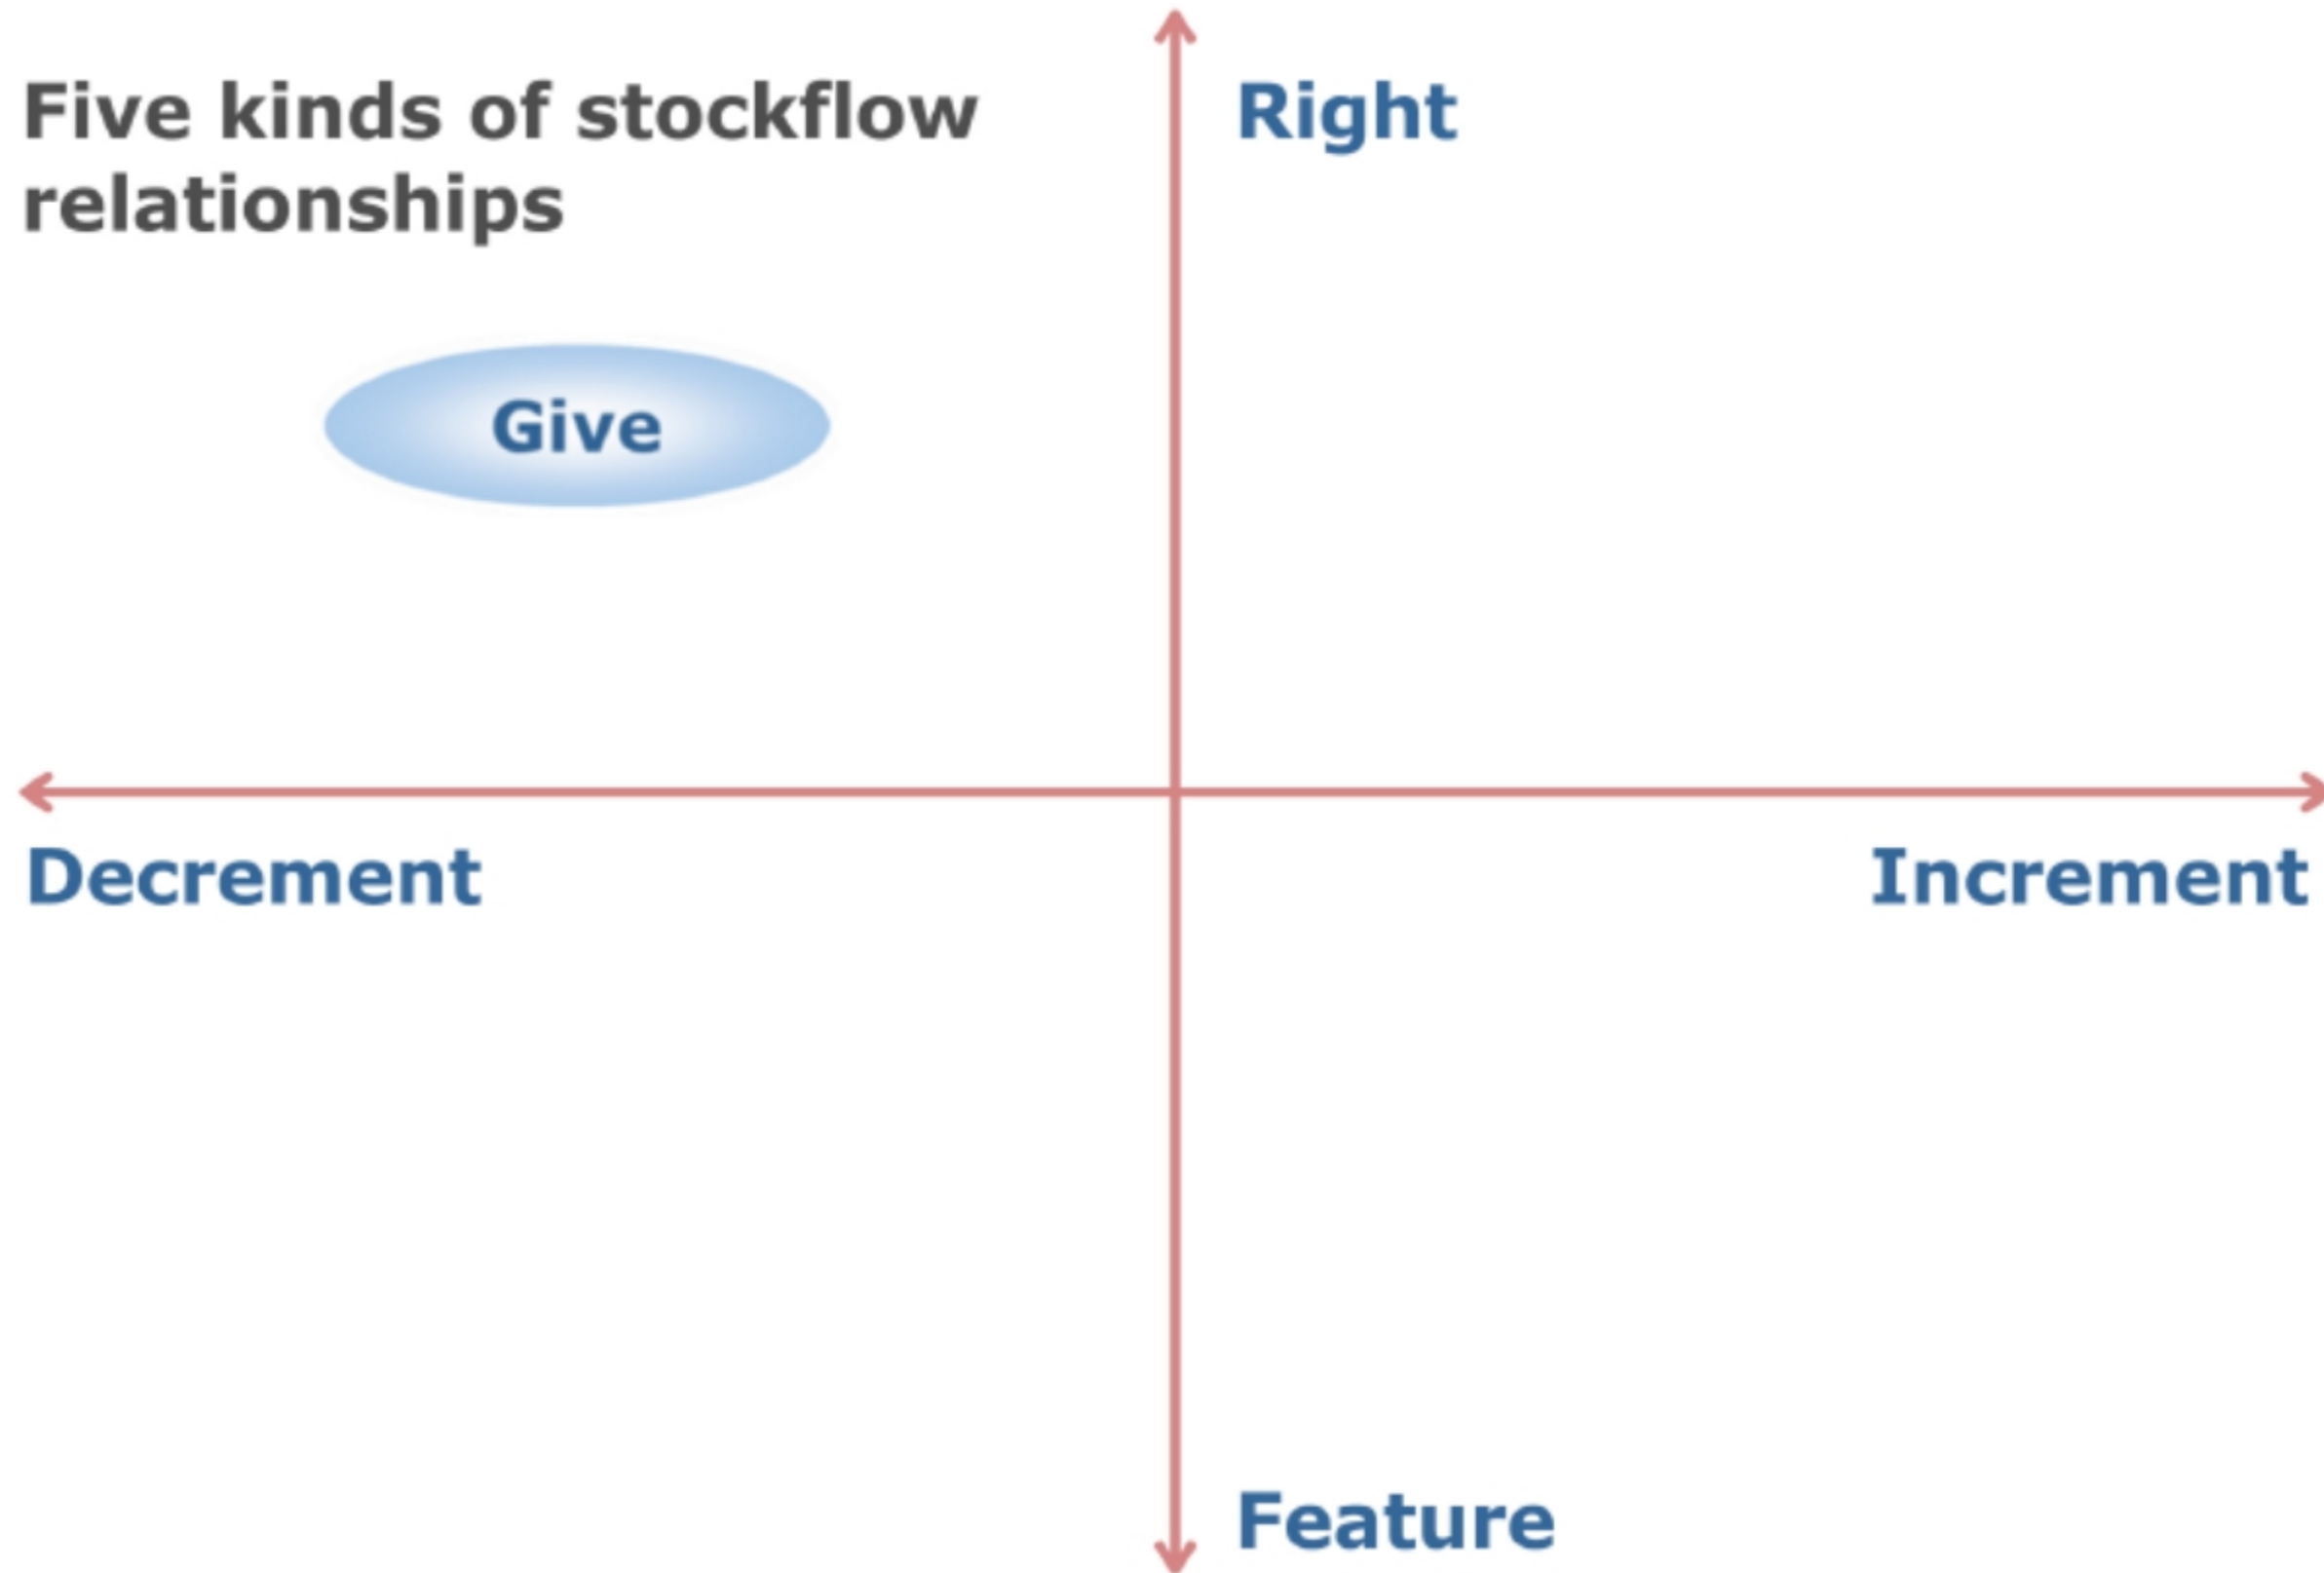 Five kinds of stockflow
relationships
Right
Give
Decrement
Increment
Feature